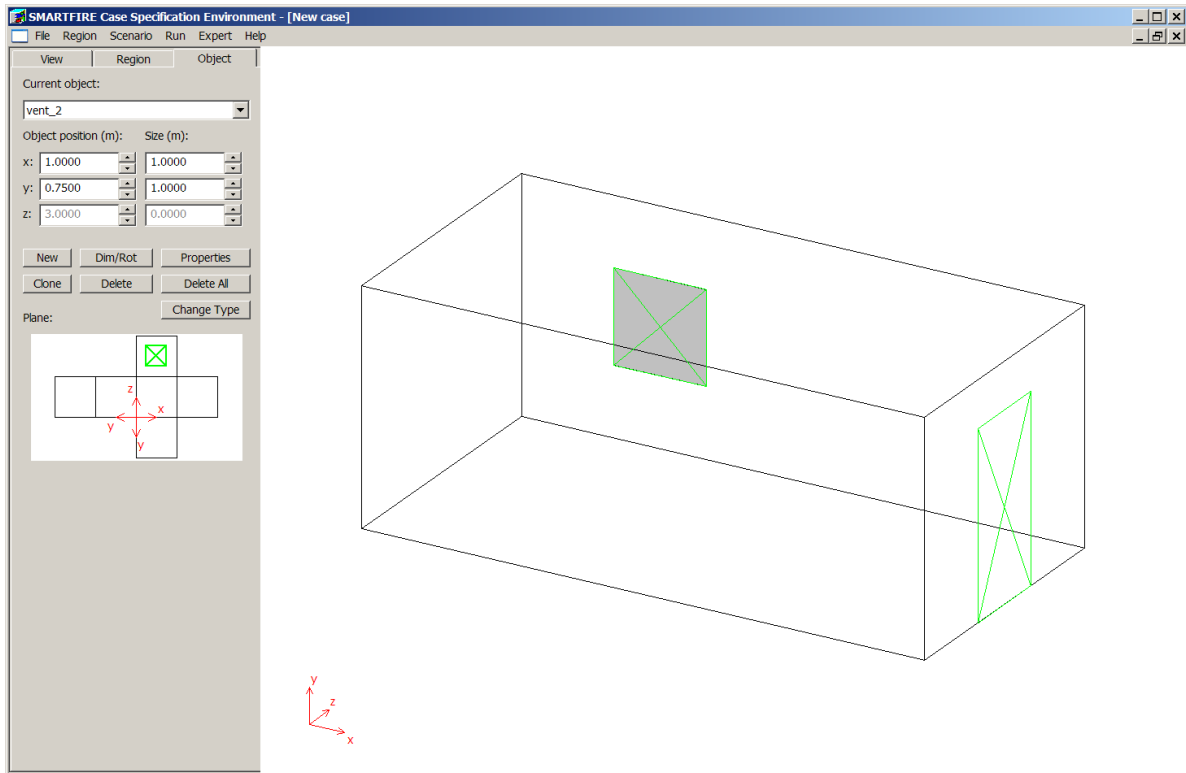 SMARTFIRE Case Specification Environment - [New case]
File Region Scenario Run Expert Help
View Region Object
Current object:
vent_2
Object position (m): Size (m):
x: 1.0000 1.0000
y: 0.7500 1.0000
z: 3.0000 0.0000
New Dim/Rot Properties
Clone Delete Delete All
Change Type
Plane:
z
x
y
y
y
z
x